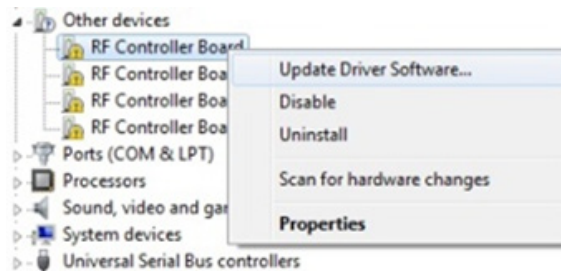 Other devices
RF Controller Board
RF Controller Boa
RF Controller Boa
RF Controller Boa
Ports (COM & LPT)
Processors
Sound, video and gar
System devices
Universal Serial Bus controllers
Update Driver Software...
Disable
Uninstall
Scan for hardware changes
Properties